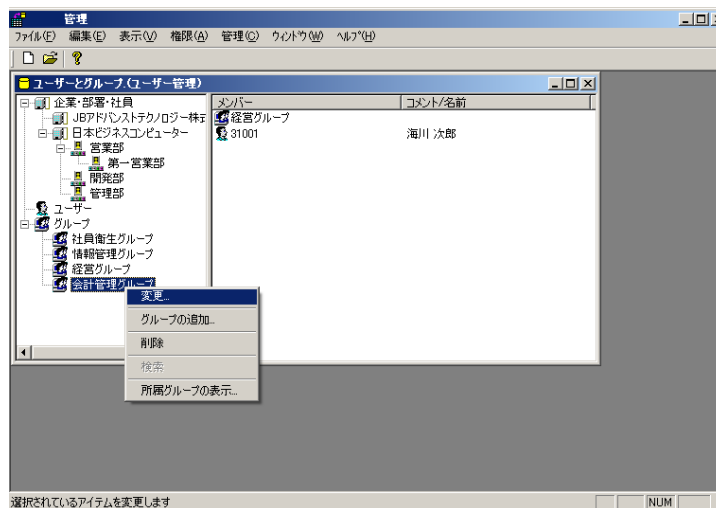 管理
ファイル(F) 編集(E) 表示(V) 権限(A) 管理(C) ウィンドウ(W) ヘルプ(H)
ユーザーとグループ.(ユーザー管理)
企業・部署・社員
JBアドバンストテクノロジー株式
日本ビジネスコンピューター
営業部
第一営業部
開発部
管理部
ユーザー
グループ
社員衛生グループ
情報管理グループ
経営グループ
会計管理グループ
メンバー コメント/名前
経営グループ
31001 海川 次郎
変更...
グループの追加...
削除
検索
所属グループの表示...
選択されているアイテムを変更します NUM